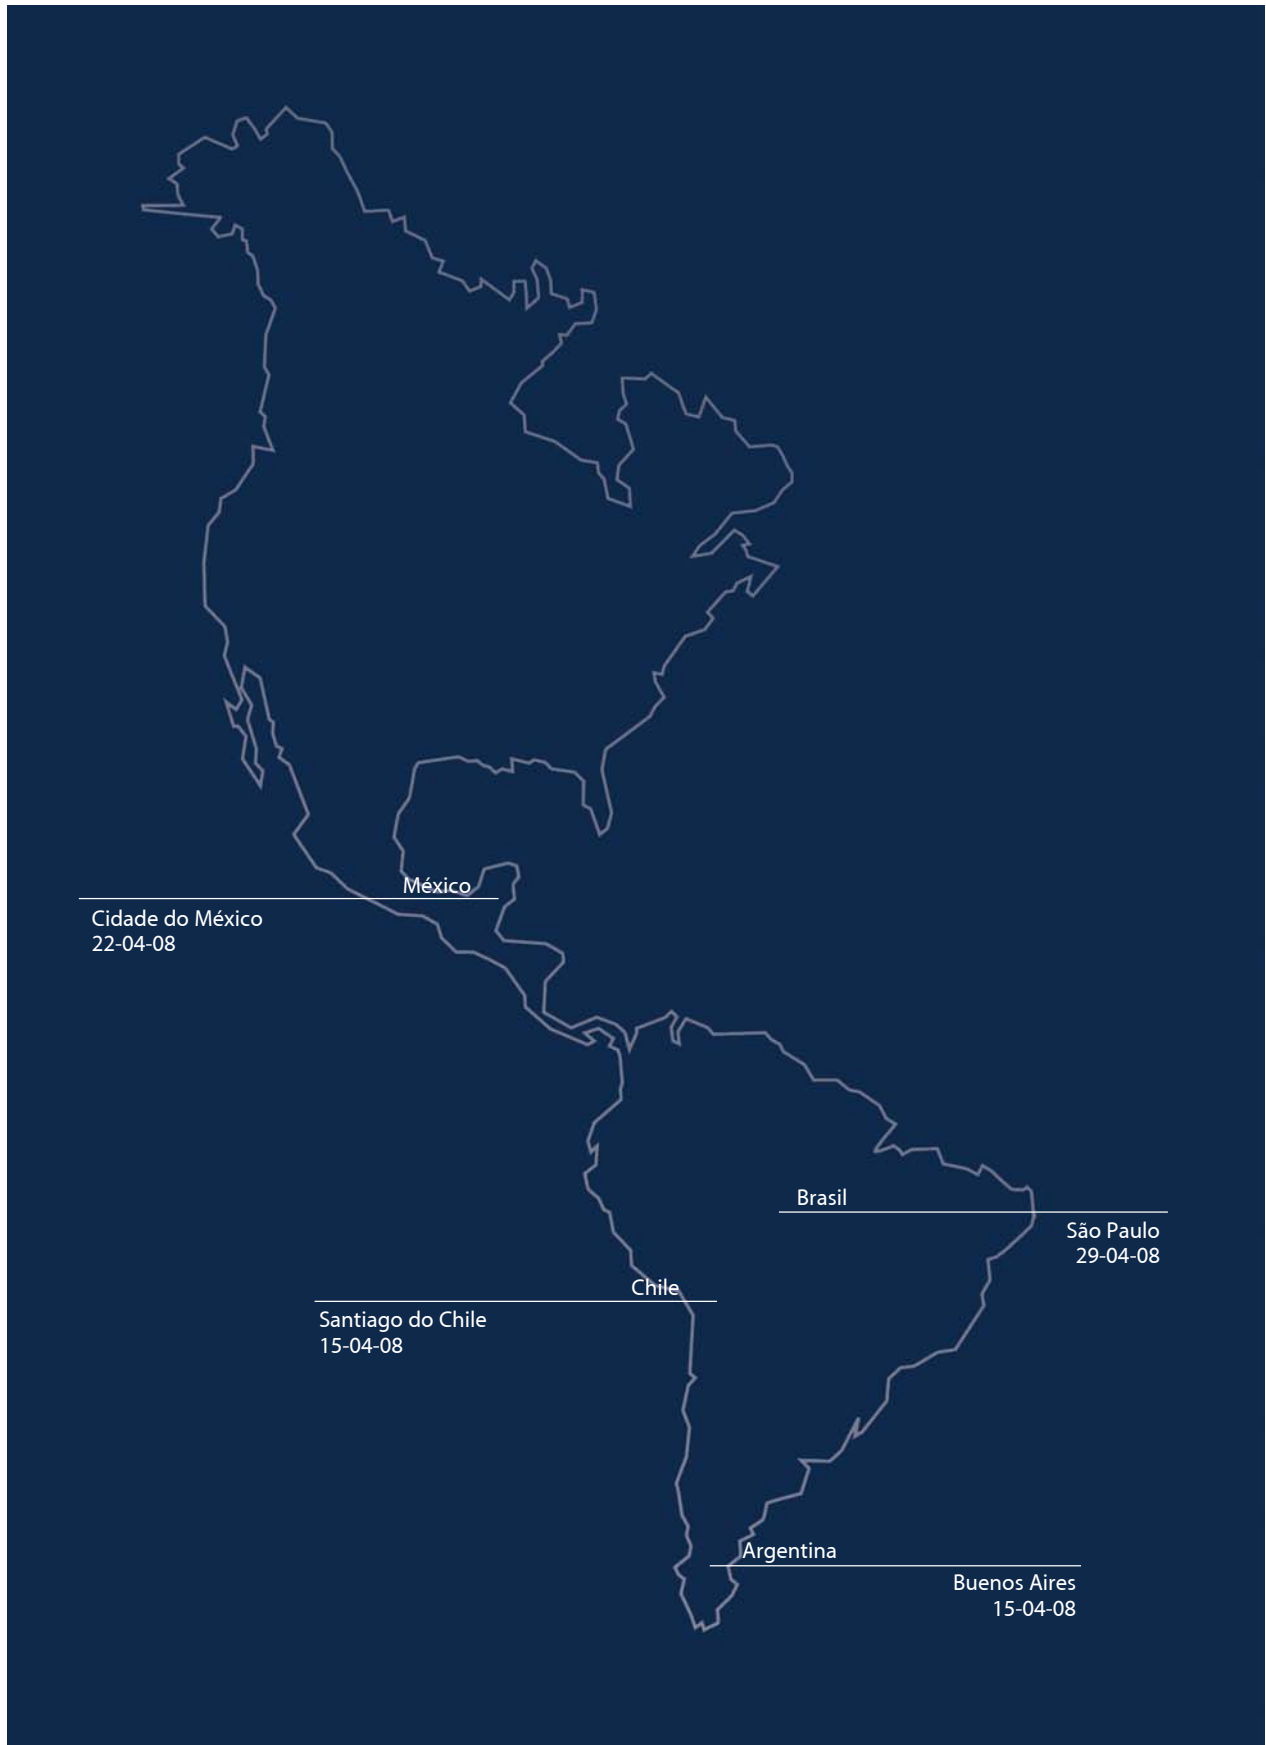 México
Cidade do México
22-04-08
Brasil
São Paulo
29-04-08
Chile
Santiago do Chile
15-04-08
Argentina
Buenos Aires
15-04-08